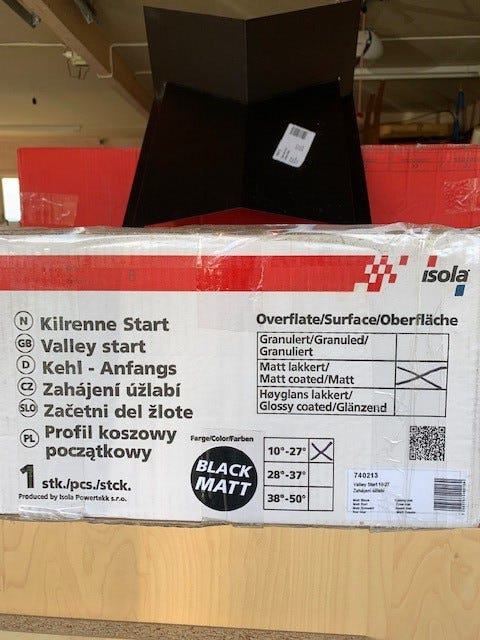 isola
N Kilrenne Start
GB Valley start
D Kehl - Anfangs
CZ Zahájení úžlabí
SLO Začetni del žlote
PL Profil koszowy
początkowy
1 stk./pcs./stck.
Produced by Isola Powertekk s.r.o.
Overflate/Surface/Oberfläche
Granulert/Granuled/
Granuliert
Matt lakkert/
Matt coated/Matt
Høyglans lakkert/
Glossy coated/Glänzend
Farge/Color/Farben
BLACK
MATT
10°-27°
28°-37°
38°-50°
740213
Valley Start 10-27
Zahájení úžlabí